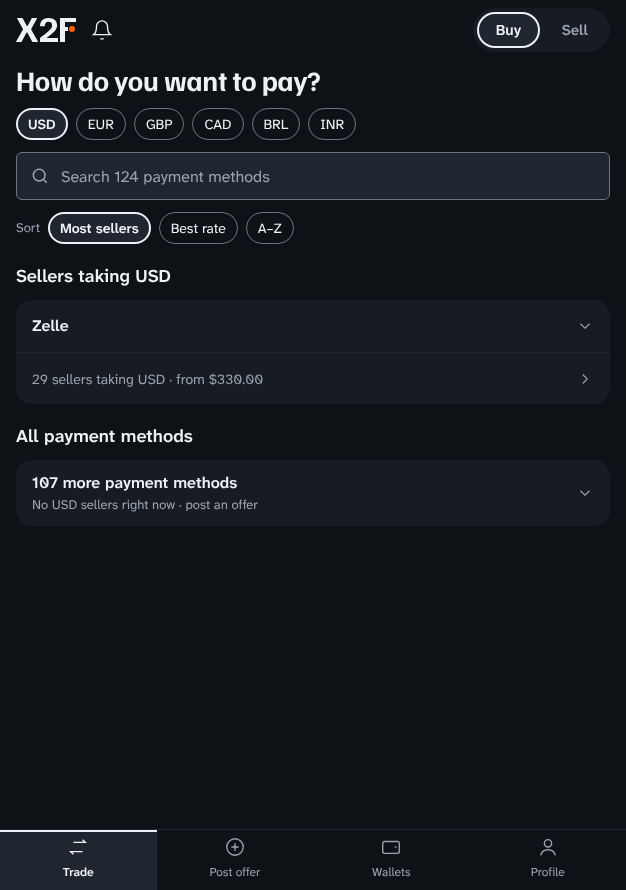 X2F
Buy
Sell
How do you want to pay?
USD
EUR
GBP
CAD
BRL
INR
Search 124 payment methods
Sort
Most sellers
Best rate
A–Z
Sellers taking USD
Zelle
29 sellers taking USD · from $330.00
All payment methods
107 more payment methods
No USD sellers right now · post an offer
Trade
Post offer
Wallets
Profile